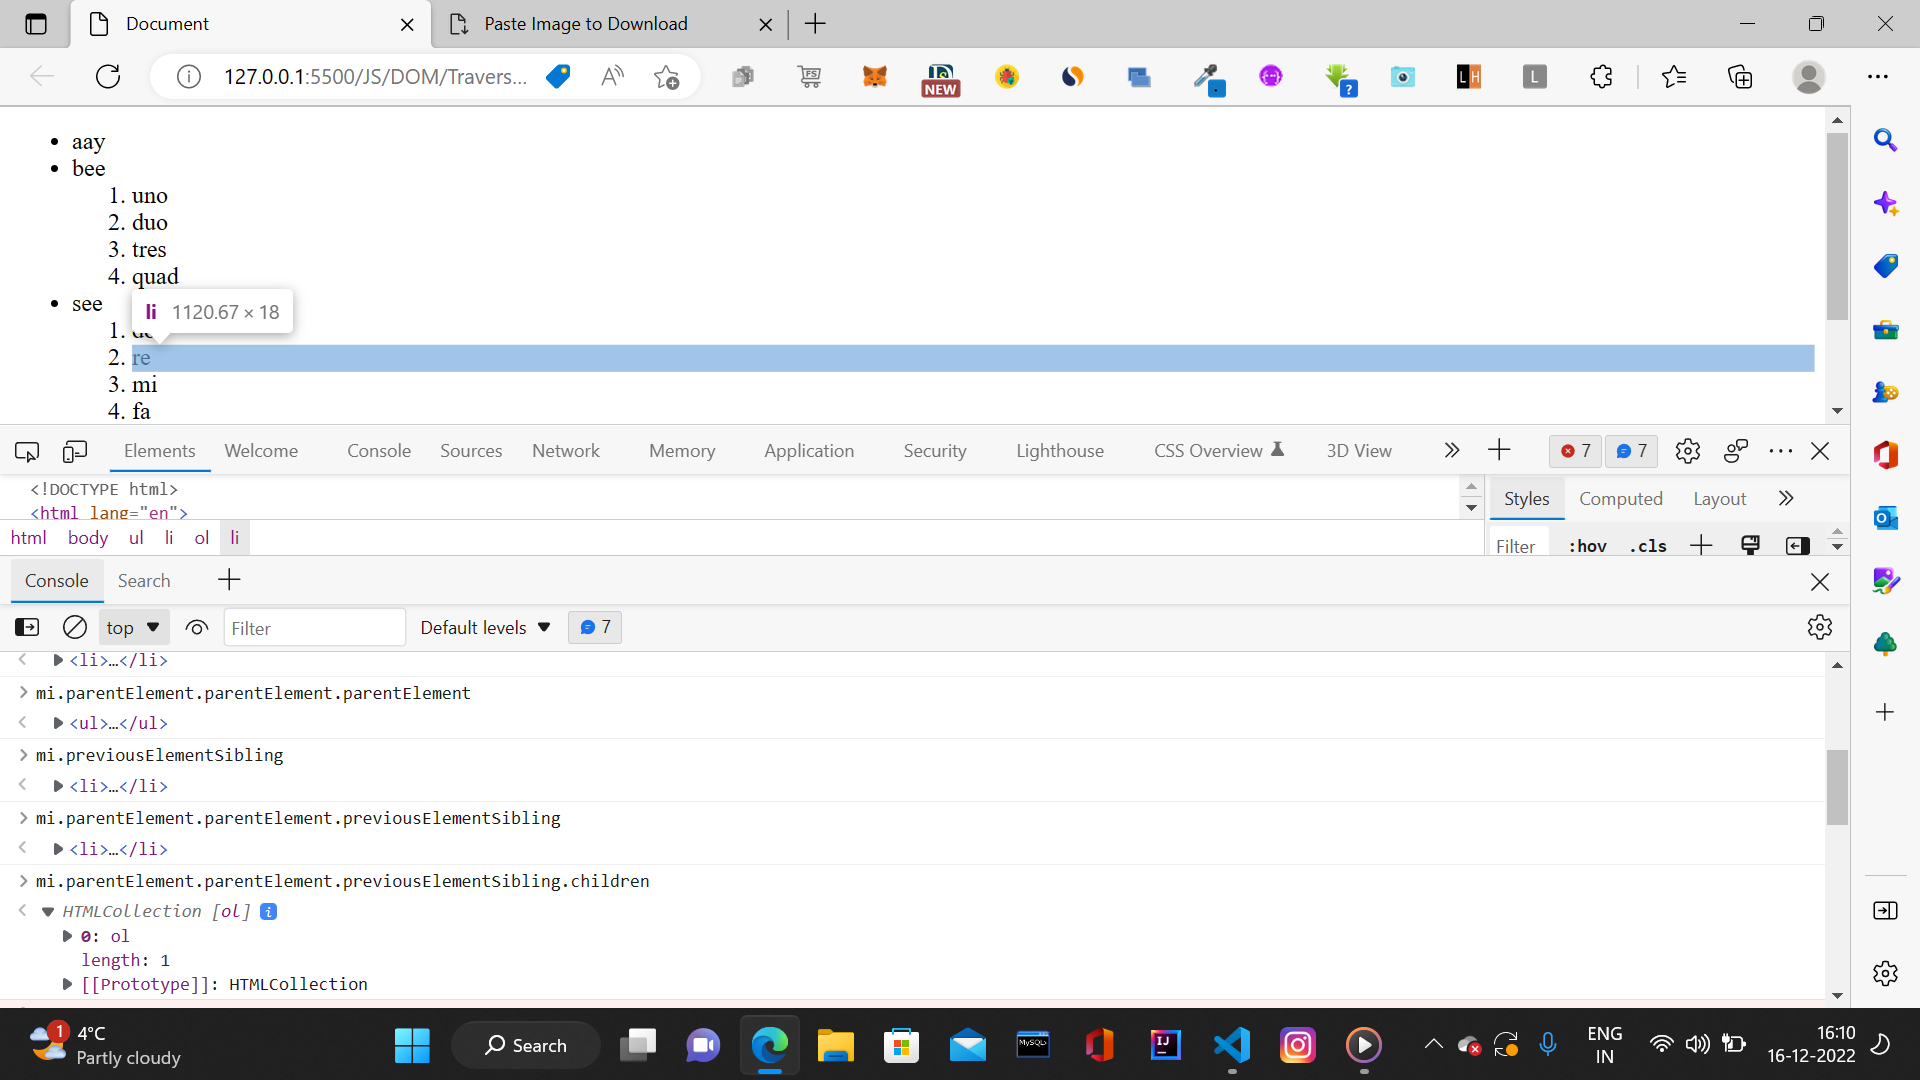 Document
Paste Image to Download
127.0.0.1:5500/JS/DOM/Travers...
NEW
FS
?
LH
L
• aay
• bee
1. uno
2. duo
3. tres
4. quad
• see
li 1120.67 × 18
1.
2. re
3. mi
4. fa
Elements Welcome Console Sources Network Memory Application Security Lighthouse CSS Overview 3D View
7 7
<!DOCTYPE html>
<html lang="en">
Styles Computed Layout
html body ul li ol li
Filter :hov .cls
Console Search
top Filter Default levels 7
<li>…</li>
mi.parentElement.parentElement.parentElement
<ul>…</ul>
mi.previousElementSibling
<li>…</li>
mi.parentElement.parentElement.previousElementSibling
<li>…</li>
mi.parentElement.parentElement.previousElementSibling.children
HTMLCollection [ol] i
0: ol
length: 1
[[Prototype]]: HTMLCollection
1
4°C
Partly cloudy
Search
MySQL
IJ
ENG
IN
16:10
16-12-2022